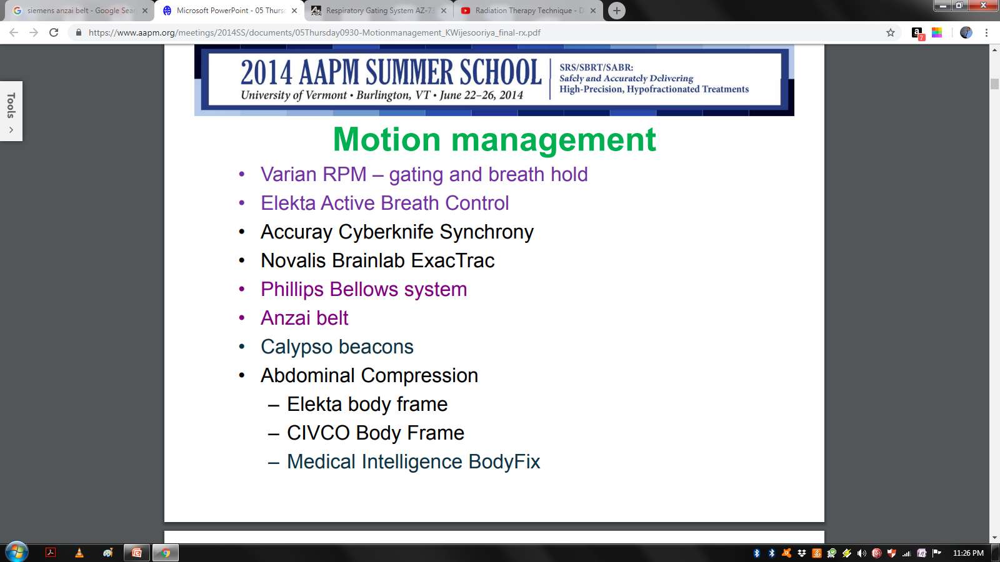 siemens anzai belt - Google Sear
Microsoft PowerPoint - 05 Thursd
Respiratory Gating System AZ-73
Radiation Therapy Technique - D
https://www.aapm.org/meetings/2014SS/documents/05Thursday0930-Motionmanagement_KWijesooriya_final-rx.pdf
7
Tools
2014 AAPM SUMMER SCHOOL
University of Vermont • Burlington, VT • June 22–26, 2014
SRS/SBRT/SABR:
Safely and Accurately Delivering
High-Precision, Hypofractionated Treatments
Motion management
• Varian RPM – gating and breath hold
• Elekta Active Breath Control
• Accuray Cyberknife Synchrony
• Novalis Brainlab ExacTrac
• Phillips Bellows system
• Anzai belt
• Calypso beacons
• Abdominal Compression
– Elekta body frame
– CIVCO Body Frame
– Medical Intelligence BodyFix
11:26 PM